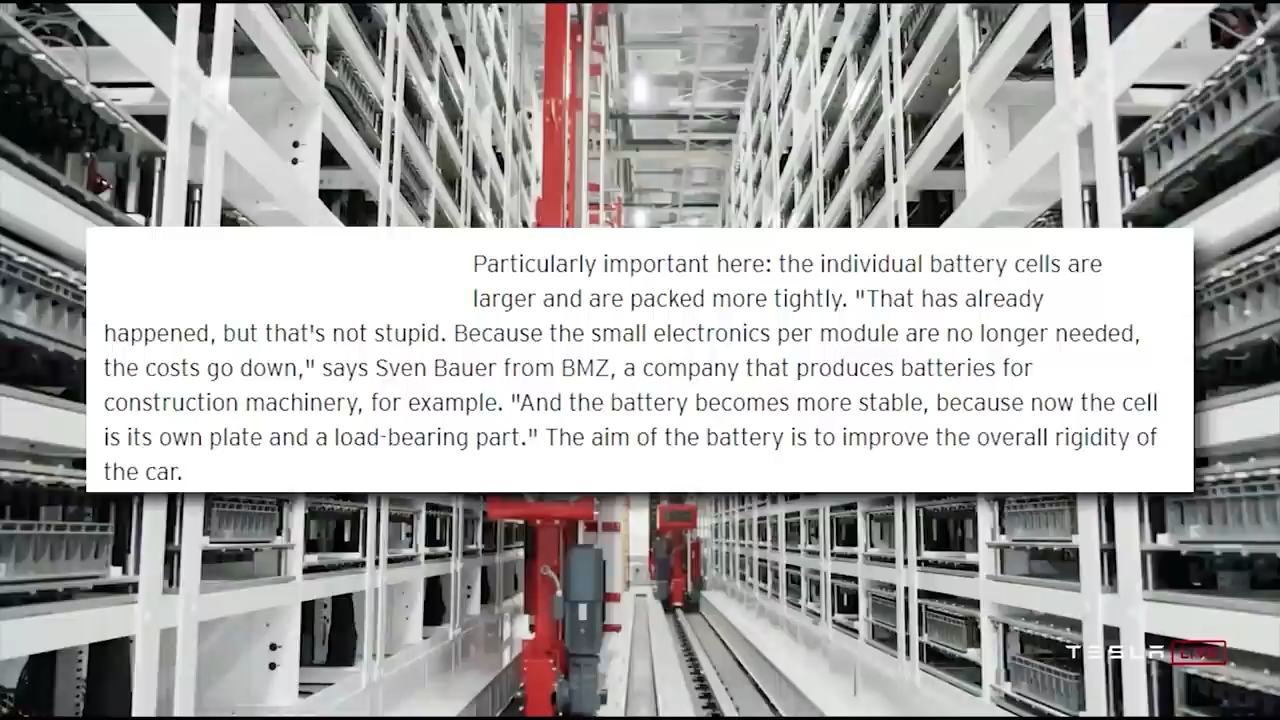 Particularly important here: the individual battery cells are
larger and are packed more tightly. "That has already
happened, but that's not stupid. Because the small electronics per module are no longer needed,
the costs go down," says Sven Bauer from BMZ, a company that produces batteries for
construction machinery, for example. "And the battery becomes more stable, because now the cell
is its own plate and a load-bearing part." The aim of the battery is to improve the overall rigidity of
the car.
TESLA LIVE